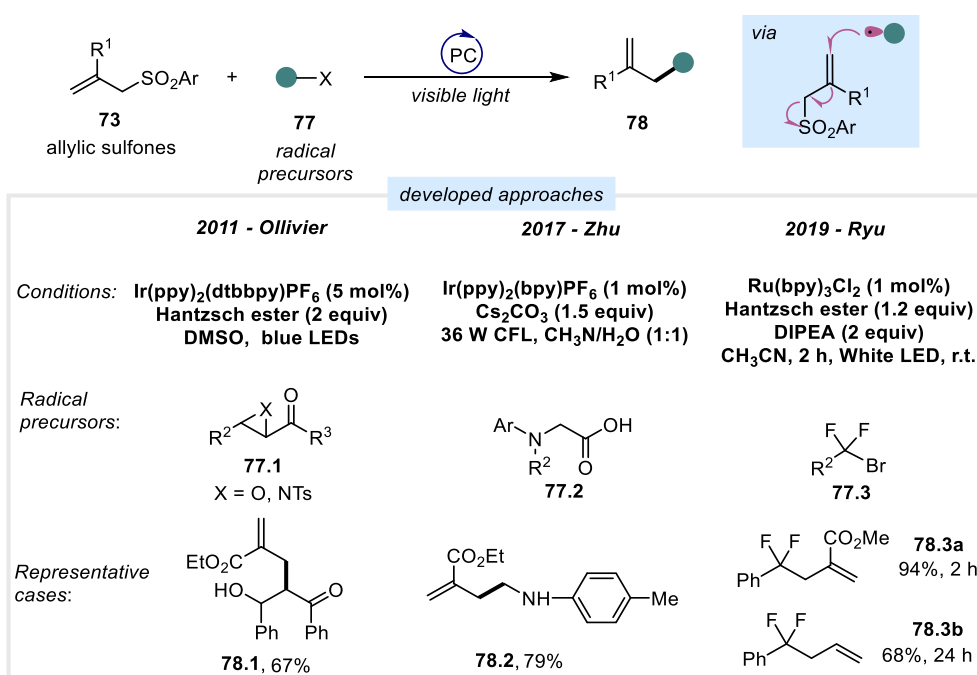 R¹
SO₂Ar
+
X
PC
visible light
R¹
via
R¹
SO₂Ar
73
allylic sulfones
77
radical
precursors
78
developed approaches
2011 - Ollivier
2017 - Zhu
2019 - Ryu
Conditions:
Ir(ppy)₂(dtbbpy)PF₆ (5 mol%)
Hantzsch ester (2 equiv)
DMSO, blue LEDs
Ir(ppy)₂(bpy)PF₆ (1 mol%)
Cs₂CO₃ (1.5 equiv)
36 W CFL, CH₃N/H₂O (1:1)
Ru(bpy)₃Cl₂ (1 mol%)
Hantzsch ester (1.2 equiv)
DIPEA (2 equiv)
CH₃CN, 2 h, White LED, r.t.
Radical
precursors:
X O
R² R³
77.1
X = O, NTs
Ar N OH
R² O
77.2
F F
R² Br
77.3
Representative
cases:
EtO₂C
HO O
Ph Ph
78.1, 67%
CO₂Et
NH Me
78.2, 79%
F F CO₂Me
Ph
78.3a
94%, 2 h
F F
Ph
78.3b
68%, 24 h